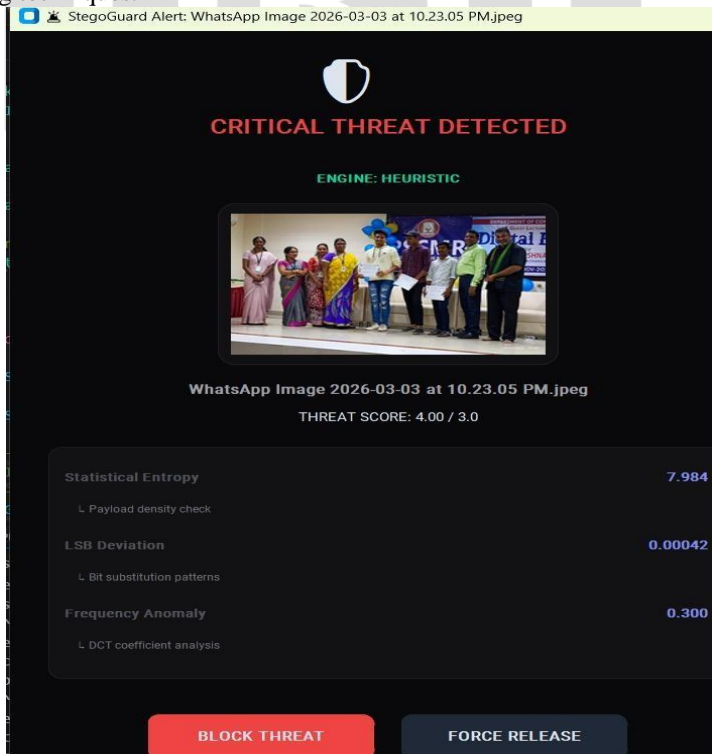 StegoGuard Alert: WhatsApp Image 2026-03-03 at 10.23.05 PM.jpeg
CRITICAL THREAT DETECTED
ENGINE: HEURISTIC
WhatsApp Image 2026-03-03 at 10.23.05 PM.jpeg
THREAT SCORE: 4.00 / 3.0
Statistical Entropy 7.984
↳ Payload density check
LSB Deviation 0.00042
↳ Bit substitution patterns
Frequency Anomaly 0.300
↳ DCT coefficient analysis
BLOCK THREAT FORCE RELEASE